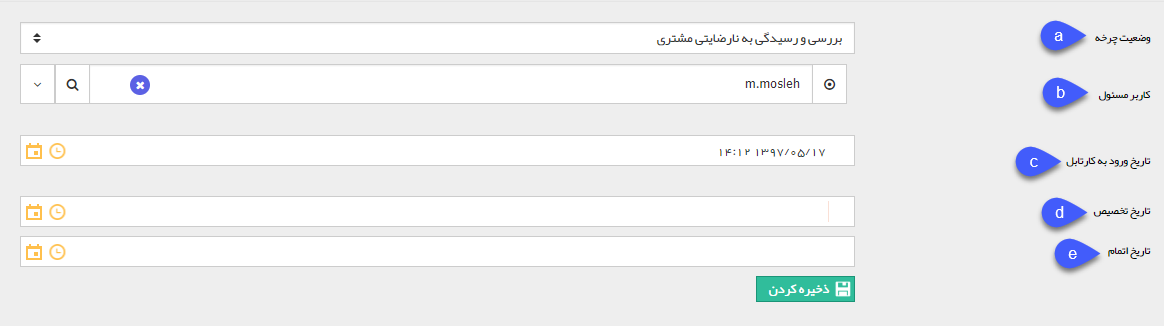 وضعیت چرخه a بررسی و رسیدگی به نارضایتی مشتری
کاربر مسئول b m.mosleh
تاریخ ورود به کارتابل c ۱۳۹۷/۰۵/۱۷ ۱۴:۱۲
تاریخ تخصیص d
تاریخ اتمام e
ذخیره کردن